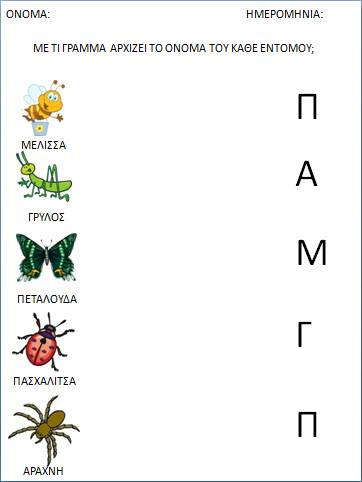 ΟΝΟΜΑ: ΗΜΕΡΟΜΗΝΙΑ:
ΜΕ ΤΙ ΓΡΑΜΜΑ ΑΡΧΙΖΕΙ ΤΟ ΟΝΟΜΑ ΤΟΥ ΚΑΘΕ ΕΝΤΟΜΟΥ;
Π
ΜΕΛΙΣΣΑ
Α
ΓΡΥΛΟΣ
Μ
ΠΕΤΑΛΟΥΔΑ
Γ
ΠΑΣΧΑΛΙΤΣΑ
Π
ΑΡΑΧΝΗ